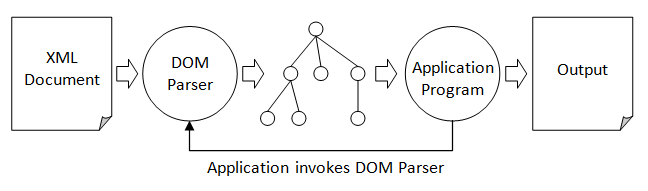 XML
Document
DOM
Parser
Application
Program
Output
Application invokes DOM Parser